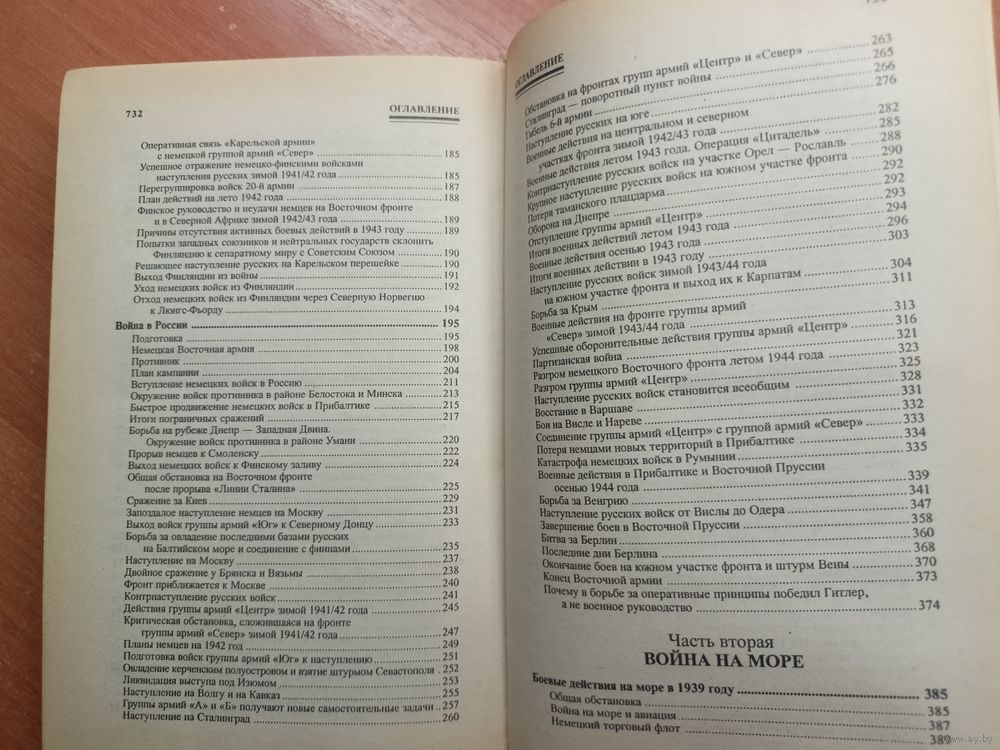 732 ОГЛАВЛЕНИЕ
Оперативная связь «Карельской армии»
с немецкой группой армий «Север» 185
Успешное отражение немецко-финскими войсками
наступления русских зимой 1941/42 года 185
Перегруппировка войск 20-й армии 187
План действий на лето 1942 года 188
Финское руководство и неудачи немцев на Восточном фронте
и в Северной Африке зимой 1942/43 года 189
Причины отсутствия активных боевых действий в 1943 году 189
Попытки западных союзников и нейтральных государств склонить
Финляндию к сепаратному миру с Советским Союзом 190
Решающее наступление русских на Карельском перешейке 190
Выход Финляндии из войны 191
Уход немецких войск из Финляндии 192
Отход немецких войск из Финляндии через Северную Норвегию
к Люнгс-Фьорду 194
Война в России 195
Подготовка 195
Немецкая Восточная армия 198
Противник 200
План кампании 204
Вступление немецких войск в Россию 211
Окружение войск противника в районе Белостока и Минска 213
Быстрое продвижение немецких войск в Прибалтике 215
Итоги пограничных сражений 217
Борьба на рубеже Днепр — Западная Двина.
Окружение войск противника в районе Умани 220
Прорыв немцев к Смоленску 222
Выход немецких войск к Финскому заливу 224
Общая обстановка на Восточном фронте
после прорыва «Линии Сталина» 225
Сражение за Киев 229
Запоздалое наступление немцев на Москву 231
Выход войск группы армий «Юг» к Северному Донцу 233
Борьба за овладение последними базами русских
на Балтийском море и соединение с финнами 235
Наступление на Москву 237
Двойное сражение у Брянска и Вязьмы 238
Фронт приближается к Москве 240
Контрнаступление русских войск 241
Действия группы армий «Центр» зимой 1941/42 года 245
Критическая обстановка, сложившаяся на фронте
группы армий «Север» зимой 1941/42 года 247
Планы немцев на 1942 год 249
Подготовка войск группы армий «Юг» к наступлению 251
Овладение керченским полуостровом и взятие штурмом Севастополя 252
Ликвидация выступа под Изюмом 253
Наступление на Волгу и на Кавказ 255
Группы армий «А» и «Б» получают новые самостоятельные задачи 257
Наступление на Сталинград 260
ОГЛАВЛЕНИЕ
Обстановка на фронтах групп армий «Центр» и «Север» 263
Сталинград — поворотный пункт войны 265
Гибель 6-й армии 266
Наступление русских на юге 276
Военные действия на центральном и северном
участках фронта зимой 1942/43 года 282
Военные действия летом 1943 года. Операция «Цитадель» 285
Контрнаступление русских войск на участке Орел — Рославль 288
Крупное наступление русских войск на южном участке фронта 290
Потеря таманского плацдарма 292
Оборона на Днепре 292
Отступление группы армий «Центр» 293
Итоги военных действий летом 1943 года 294
Военные действия осенью 1943 года 296
Итоги военных действий в 1943 году 303
Наступление русских войск зимой 1943/44 года
на южном участке фронта и выход их к Карпатам 304
Борьба за Крым 311
Военные действия на фронте группы армий
«Север» зимой 1943/44 года 313
Успешные оборонительные действия группы армий «Центр» 316
Партизанская война 321
Разгром немецкого Восточного фронта летом 1944 года 323
Разгром группы армий «Центр» 325
Наступление русских войск становится всеобщим 328
Восстание в Варшаве 331
Бои на Висле и Нареве 332
Соединение группы армий «Центр» с группой армий «Север» 333
Потеря немцами новых территорий в Прибалтике 334
Катастрофа немецких войск в Румынии 335
Военные действия в Прибалтике и Восточной Пруссии
осенью 1944 года 339
Борьба за Венгрию 341
Наступление русских войск от Вислы до Одера 347
Завершение боев в Восточной Пруссии 358
Битва за Берлин 360
Последние дни Берлина 368
Окончание боев на южном участке фронта и штурм Вены 370
Конец Восточной армии 373
Почему в борьбе за оперативные принципы победил Гитлер,
а не военное руководство 374
Часть вторая
ВОЙНА НА МОРЕ
Боевые действия на море в 1939 году 385
Общая обстановка 385
Война на море и авиация 387
Немецкий торговый флот 389
www.ay.by